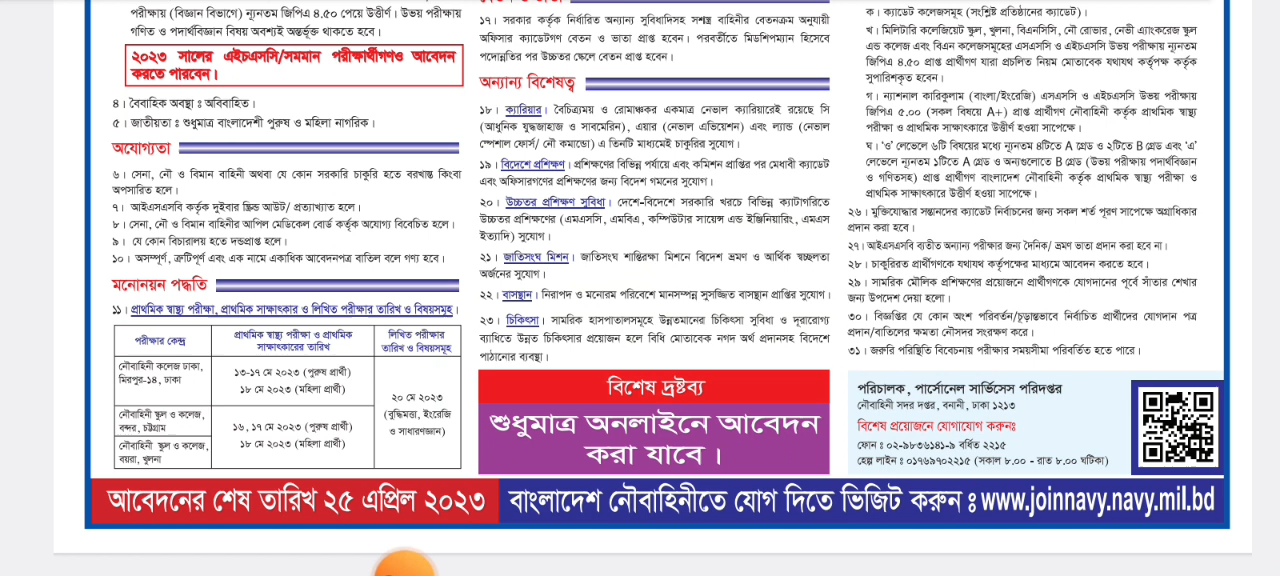 পরীক্ষায় (বিজ্ঞান বিভাগে) ন্যূনতম জিপিএ ৪.৫০ পেয়ে উত্তীর্ণ। উভয় পরীক্ষায়
গণিত ও পদার্থবিজ্ঞান বিষয় অবশ্যই অন্তর্ভূক্ত থাকতে হবে।
২০২৩ সালের এইচএসসি/সমমান পরীক্ষার্থীগণও আবেদন
করতে পারবেন।
৪। বৈবাহিক অবস্থা : অবিবাহিত।
৫। জাতীয়তা : শুধুমাত্র বাংলাদেশী পুরুষ ও মহিলা নাগরিক।
অযোগ্যতা
৬। সেনা, নৌ ও বিমান বাহিনী অথবা যে কোন সরকারি চাকুরি হতে বরখাস্ত কিংবা
অপসারিত হলে।
৭। আইএসএসবি কর্তৃক দুইবার স্ক্রিন্ড আউট/ প্রত্যাখ্যাত হলে।
৮। সেনা, নৌ ও বিমান বাহিনীর আপিল মেডিকেল বোর্ড কর্তৃক অযোগ্য বিবেচিত হলে।
৯। যে কোন বিচারালয় হতে দন্ডপ্রাপ্ত হলে।
১০। অসম্পূর্ণ, ত্রুটিপূর্ণ এবং এক নামে একাধিক আবেদনপত্র বাতিল বলে গণ্য হবে।
মনোনয়ন পদ্ধতি
১১। প্রাথমিক স্বাস্থ্য পরীক্ষা, প্রাথমিক সাক্ষাৎকার ও লিখিত পরীক্ষার তারিখ ও বিষয়সমূহ।
পরীক্ষার কেন্দ্র
প্রাথমিক স্বাস্থ্য পরীক্ষা ও প্রাথমিক
সাক্ষাৎকারের তারিখ
লিখিত পরীক্ষার
তারিখ ও বিষয়সমূহ
নৌবাহিনী কলেজ ঢাকা,
মিরপুর-১৪, ঢাকা
১৩-১৭ মে ২০২৩ (পুরুষ প্রার্থী)
১৮ মে ২০২৩ (মহিলা প্রার্থী)
নৌবাহিনী স্কুল ও কলেজ,
বন্দর, চট্টগ্রাম
নৌবাহিনী স্কুল ও কলেজ,
বয়রা, খুলনা
১৬, ১৭ মে ২০২৩ (পুরুষ প্রার্থী)
১৮ মে ২০২৩ (মহিলা প্রার্থী)
২০ মে ২০২৩
(বুদ্ধিমত্তা, ইংরেজি
ও সাধারণজ্ঞান)
১৭। সরকার কর্তৃক নির্ধারিত অন্যান্য সুবিধাদিসহ সশস্ত্র বাহিনীর বেতনক্রম অনুযায়ী
অফিসার ক্যাডেটগণ বেতন ও ভাতা প্রাপ্ত হবেন। পরবর্তীতে মিডশিপম্যান হিসেবে
পদোন্নতির পর উচ্চতর স্কেলে বেতন প্রাপ্ত হবেন।
অন্যান্য বিশেষত্ব
১৮। ক্যারিয়ার। বৈচিত্র্যময় ও রোমাঞ্চকর একমাত্র নেভাল ক্যারিয়ারেই রয়েছে সি
(আধুনিক যুদ্ধজাহাজ ও সাবমেরিন), এয়ার (নেভাল এভিয়েশন) এবং ল্যান্ড (নেভাল
স্পেশাল ফোর্স/ নৌ কমান্ডো) এ তিনটি মাধ্যমেই চাকুরির সুযোগ।
১৯। বিদেশে প্রশিক্ষণ। প্রশিক্ষণের বিভিন্ন পর্যায়ে এবং কমিশন প্রাপ্তির পর মেধাবী ক্যাডেট
এবং অফিসারগণের প্রশিক্ষণের জন্য বিদেশ গমনের সুযোগ।
২০। উচ্চতর প্রশিক্ষণ সুবিধা। দেশে-বিদেশে সরকারি খরচে বিভিন্ন ক্যাটাগরিতে
উচ্চতর প্রশিক্ষণের (এমএসসি, এমবিএ, কম্পিউটার সায়েন্স এন্ড ইঞ্জিনিয়ারিং, এমএস
ইত্যাদি) সুযোগ।
২১। জাতিসংঘ মিশন। জাতিসংঘ শান্তিরক্ষা মিশনে বিদেশ ভ্রমণ ও আর্থিক স্বচ্ছলতা
অর্জনের সুযোগ।
২২। বাসস্থান। নিরাপদ ও মনোরম পরিবেশে মানসম্পন্ন সুসজ্জিত বাসস্থান প্রাপ্তির সুযোগ।
২৩। চিকিৎসা। সামরিক হাসপাতালসমূহে উন্নতমানের চিকিৎসা সুবিধা ও দূরারোগ্য
ব্যাধিতে উন্নত চিকিৎসার প্রয়োজন হলে বিধি মোতাবেক নগদ অর্থ প্রদানসহ বিদেশে
পাঠানোর ব্যবস্থা।
বিশেষ দ্রষ্টব্য
শুধুমাত্র অনলাইনে আবেদন
করা যাবে।
ক। ক্যাডেট কলেজসমূহ (সংশ্লিষ্ট প্রতিষ্ঠানের ক্যাডেট)।
খ। মিলিটারি কলেজিয়েট স্কুল, খুলনা, বিএনসিসি, নৌ রোভার, নেভী এ্যাংকরেজ স্কুল
এন্ড কলেজ এবং বিএন কলেজসমূহের এসএসসি ও এইচএসসি উভয় পরীক্ষায় ন্যূনতম
জিপিএ ৪.৫০ প্রাপ্ত প্রার্থীগণ যারা প্রচলিত নিয়ম মোতাবেক যথাযথ কর্তৃপক্ষ কর্তৃক
সুপারিশকৃত হবেন।
গ। ন্যাশনাল কারিকুলাম (বাংলা/ইংরেজি) এসএসসি ও এইচএসসি উভয় পরীক্ষায়
জিপিএ ৫.০০ (সকল বিষয়ে A+) প্রাপ্ত প্রার্থীগণ নৌবাহিনী কর্তৃক প্রাথমিক স্বাস্থ্য
পরীক্ষা ও প্রাথমিক সাক্ষাৎকারে উত্তীর্ণ হওয়া সাপেক্ষে।
ঘ। 'ও' লেভেলে ৬টি বিষয়ের মধ্যে ন্যূনতম ৪টিতে A গ্রেড ও ২টিতে B গ্রেড এবং 'এ'
লেভেলে ন্যূনতম ১টিতে A গ্রেড ও অন্যগুলোতে B গ্রেড (উভয় পরীক্ষায় পদার্থবিজ্ঞান
ও গণিতসহ) প্রাপ্ত প্রার্থীগণ বাংলাদেশ নৌবাহিনী কর্তৃক প্রাথমিক স্বাস্থ্য পরীক্ষা ও
প্রাথমিক সাক্ষাৎকারে উত্তীর্ণ হওয়া সাপেক্ষে।
২৬। মুক্তিযোদ্ধার সন্তানদের ক্যাডেট নির্বাচনের জন্য সকল শর্ত পূরণ সাপেক্ষে অগ্রাধিকার
প্রদান করা হবে।
২৭। আইএসএসবি ব্যতীত অন্যান্য পরীক্ষার জন্য দৈনিক/ ভ্রমণ ভাতা প্রদান করা হবে না।
২৮। চাকুরিরত প্রার্থীগণকে যথাযথ কর্তৃপক্ষের মাধ্যমে আবেদন করতে হবে।
২৯। সামরিক মৌলিক প্রশিক্ষণের প্রয়োজনে প্রার্থীগণকে যোগদানের পূর্বে সাঁতার শেখার
জন্য উপদেশ দেয়া হলো।
৩০। বিজ্ঞপ্তির যে কোন অংশ পরিবর্তন/চূড়ান্তভাবে নির্বাচিত প্রার্থীদের যোগদান পত্র
প্রদান/বাতিলের ক্ষমতা নৌসদর সংরক্ষণ করে।
৩১। জরুরি পরিস্থিতি বিবেচনায় পরীক্ষার সময়সীমা পরিবর্তিত হতে পারে।
পরিচালক, পার্সোনেল সার্ভিসেস পরিদপ্তর
নৌবাহিনী সদর দপ্তর, বনানী, ঢাকা ১২১৩
বিশেষ প্রয়োজনে যোগাযোগ করুনঃ
ফোন : ০২-৯৮৩৬১৪১-৯ বর্ধিত ২২১৫
হেল্প লাইন : ০১৭৬৯৭০২২১৫ (সকাল ৮.০০ - রাত ৮.০০ ঘটিকা)
আবেদনের শেষ তারিখ ২৫ এপ্রিল ২০২৩
বাংলাদেশ নৌবাহিনীতে যোগ দিতে ভিজিট করুন : www.joinnavy.navy.mil.bd